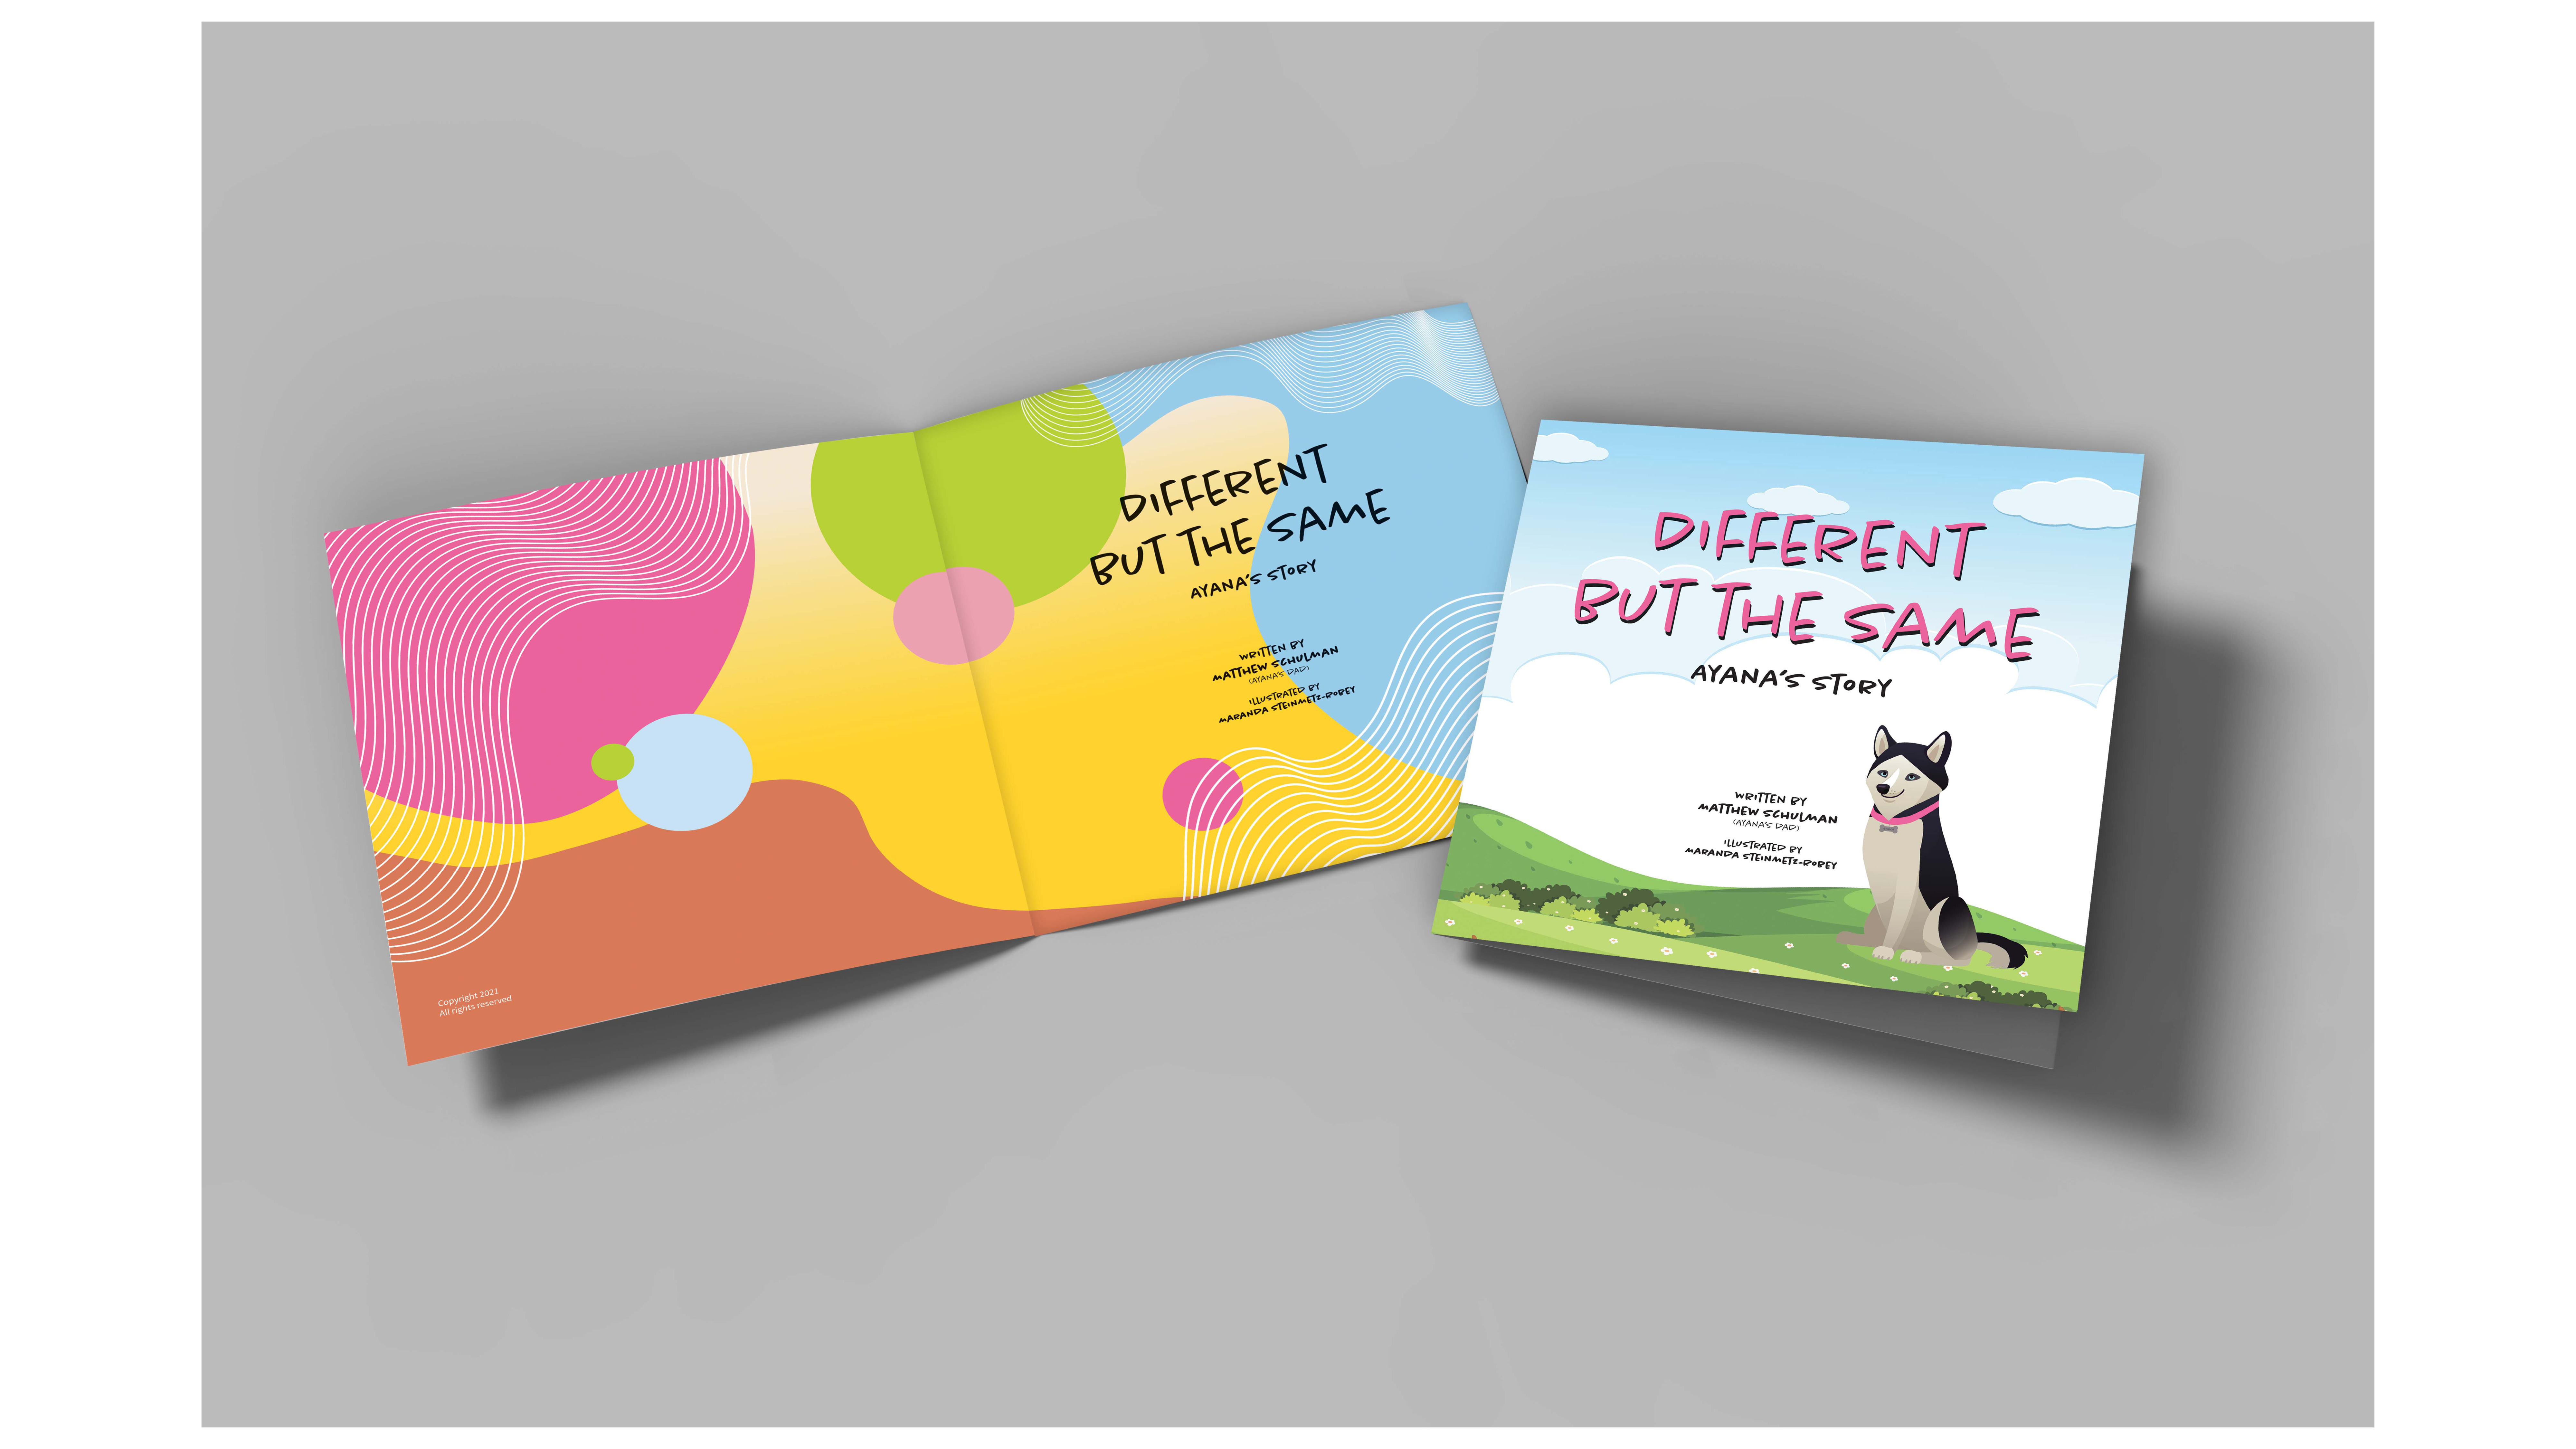 DIFFERENT
BUT THE SAME
AYANA'S STORY
WRITTEN BY
MATTHEW SCHULMAN
(AYANA'S DAD)
ILLUSTRATED BY
MARANDA STEINMETZ-ROBEY
Copyright 2021
All rights reserved
DIFFERENT
BUT THE SAME
AYANA'S STORY
WRITTEN BY
MATTHEW SCHULMAN
(AYANA'S DAD)
ILLUSTRATED BY
MARANDA STEINMETZ-ROBEY